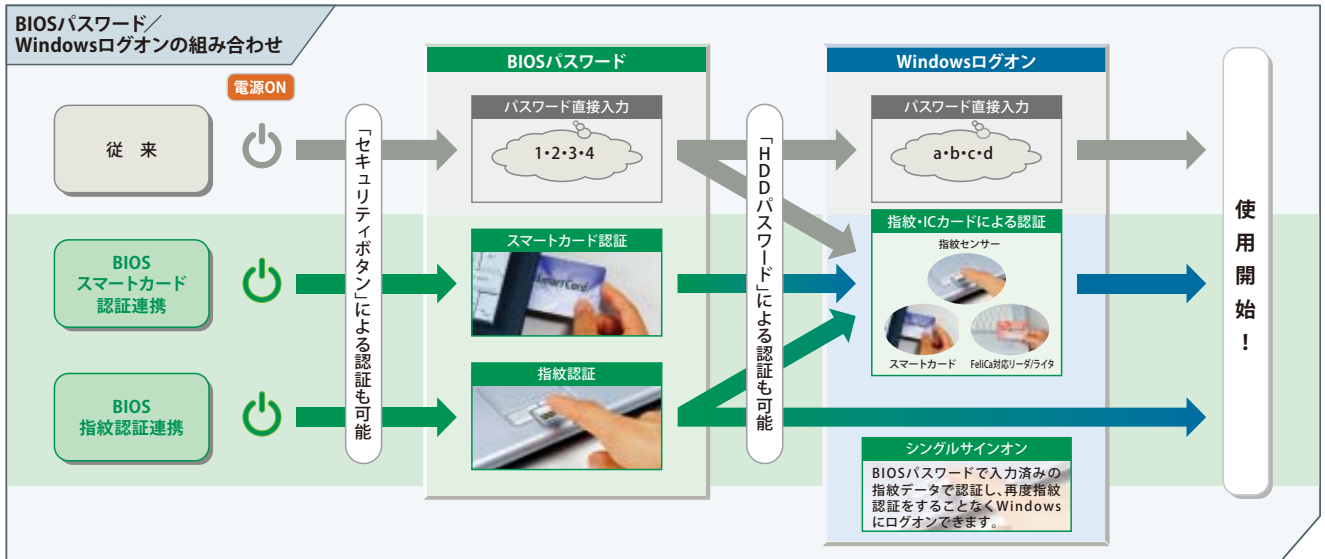 BIOSパスワード／
Windowsログオンの組み合わせ
電源ON
従 来
BIOS
スマートカード
認証連携
BIOS
指紋認証連携
「セキュリティボタン」による認証も可能
BIOSパスワード
パスワード直接入力
1・2・3・4
スマートカード認証
SmartCard
指紋認証
「HDDパスワード」による認証も可能
Windowsログオン
パスワード直接入力
a・b・c・d
指紋・ICカードによる認証
指紋センサー
スマートカード
FeliCa対応リーダ/ライタ
シングルサインオン
BIOSパスワードで入力済みの
指紋データで認証し、再度指紋
認証をすることなくWindows
にログオンできます。
使用開始！